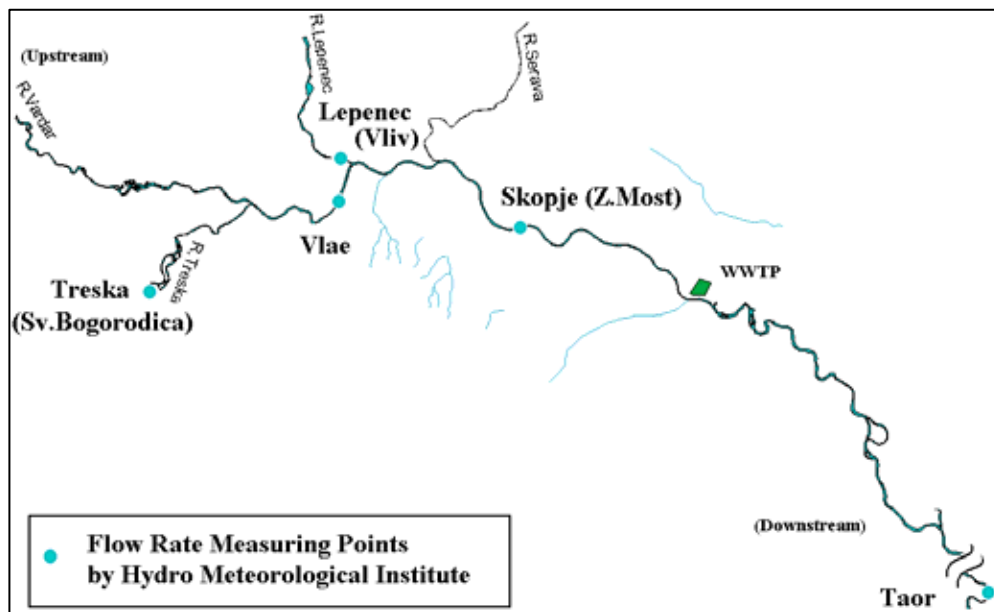 (Upstream)
R.Vardar
R.Lepenec
R.Serava
Lepenec
(Vliv)
Skopje (Z.Most)
Vlae
R.Treska
Treska
(Sv.Bogorodica)
WWTP
(Downstream)
Taor
Flow Rate Measuring Points
by Hydro Meteorological Institute